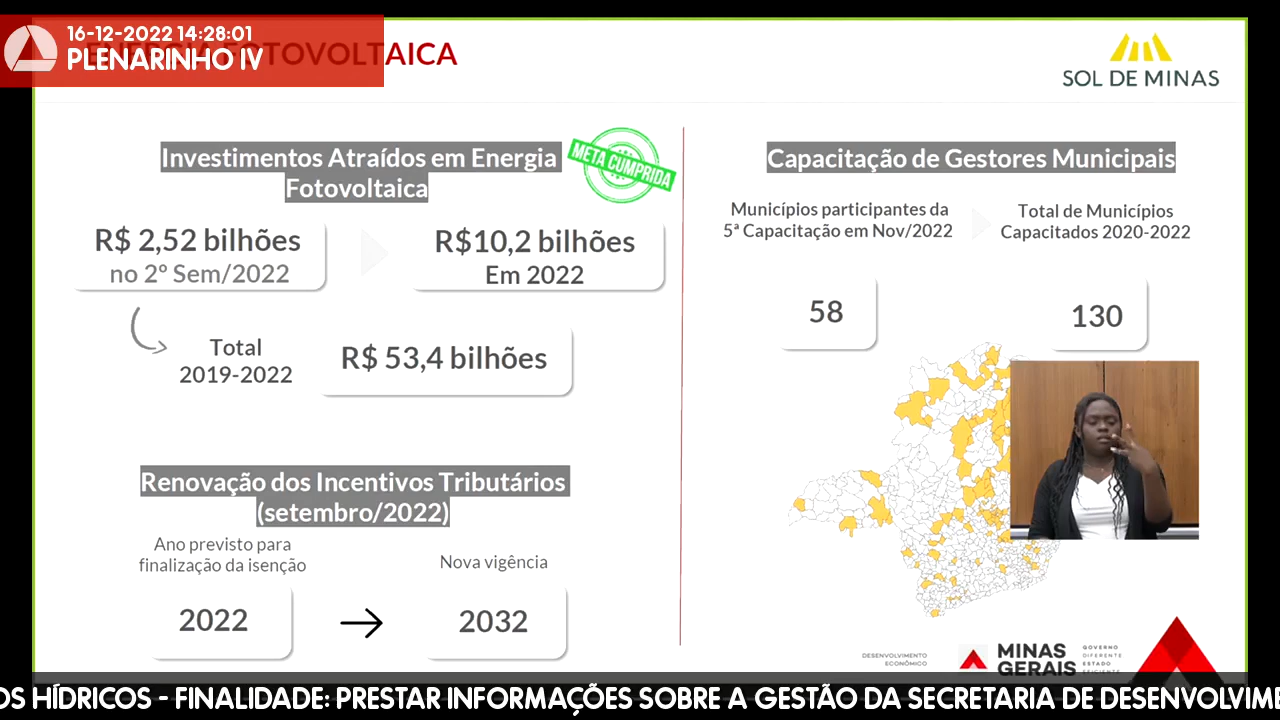 16-12-2022 14:28:01
PLENARINHO IV
ENERGIA FOTOVOLTAICA
SOL DE MINAS
Investimentos Atraídos em Energia
Fotovoltaica
META CUMPRIDA
R$ 2,52 bilhões
no 2º Sem/2022
R$10,2 bilhões
Em 2022
Total
2019-2022
R$ 53,4 bilhões
Renovação dos Incentivos Tributários
(setembro/2022)
Ano previsto para
finalização da isenção
2022
Nova vigência
2032
Capacitação de Gestores Municipais
Municípios participantes da
5ª Capacitação em Nov/2022
58
Total de Municípios
Capacitados 2020-2022
130
DESENVOLVIMENTO
ECONÔMICO
MINAS
GERAIS
GOVERNO
DIFERENTE
ESTADO
EFICIENTE
OS HÍDRICOS - FINALIDADE: PRESTAR INFORMAÇÕES SOBRE A GESTÃO DA SECRETARIA DE DESENVOLVIME